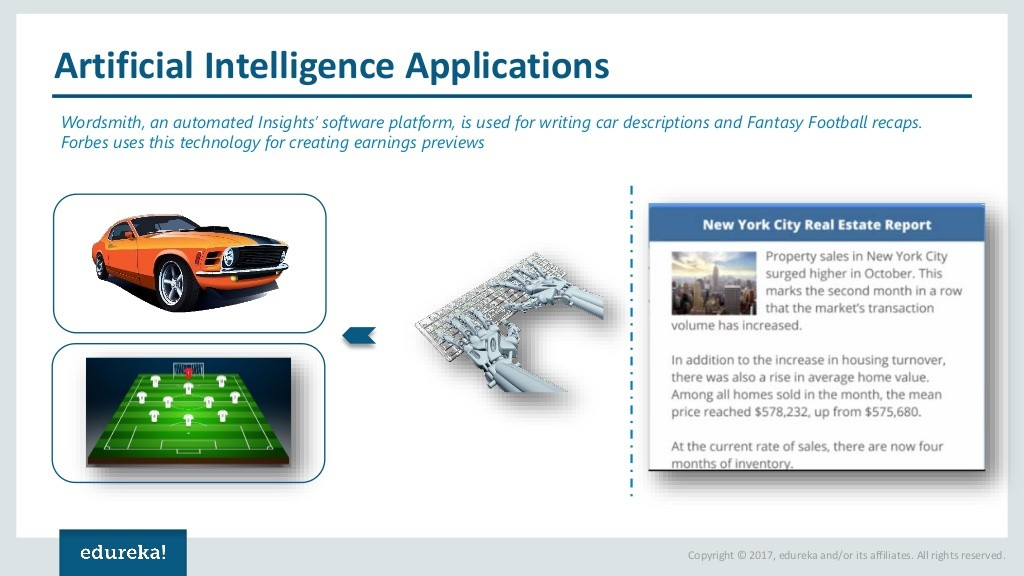 Artificial Intelligence Applications
Wordsmith, an automated Insights' software platform, is used for writing car descriptions and Fantasy Football recaps.
Forbes uses this technology for creating earnings previews
New York City Real Estate Report
Property sales in New York City
surged higher in October. This
marks the second month in a row
that the market's transaction
volume has increased.
In addition to the increase in housing turnover,
there was also a rise in average home value.
Among all homes sold in the month, the mean
price reached $578,232, up from $575,680.
At the current rate of sales, there are now four
months of inventory.
edureka!
Copyright © 2017, edureka and/or its affiliates. All rights reserved.